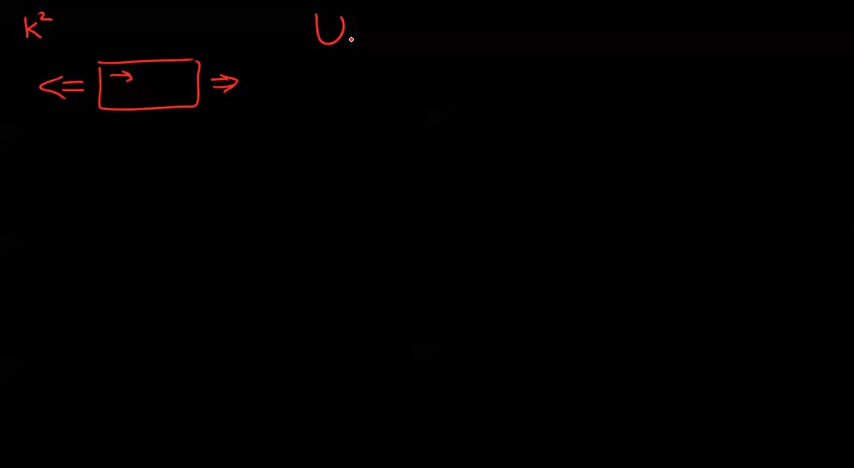 K² U.
⇐ → ⇒